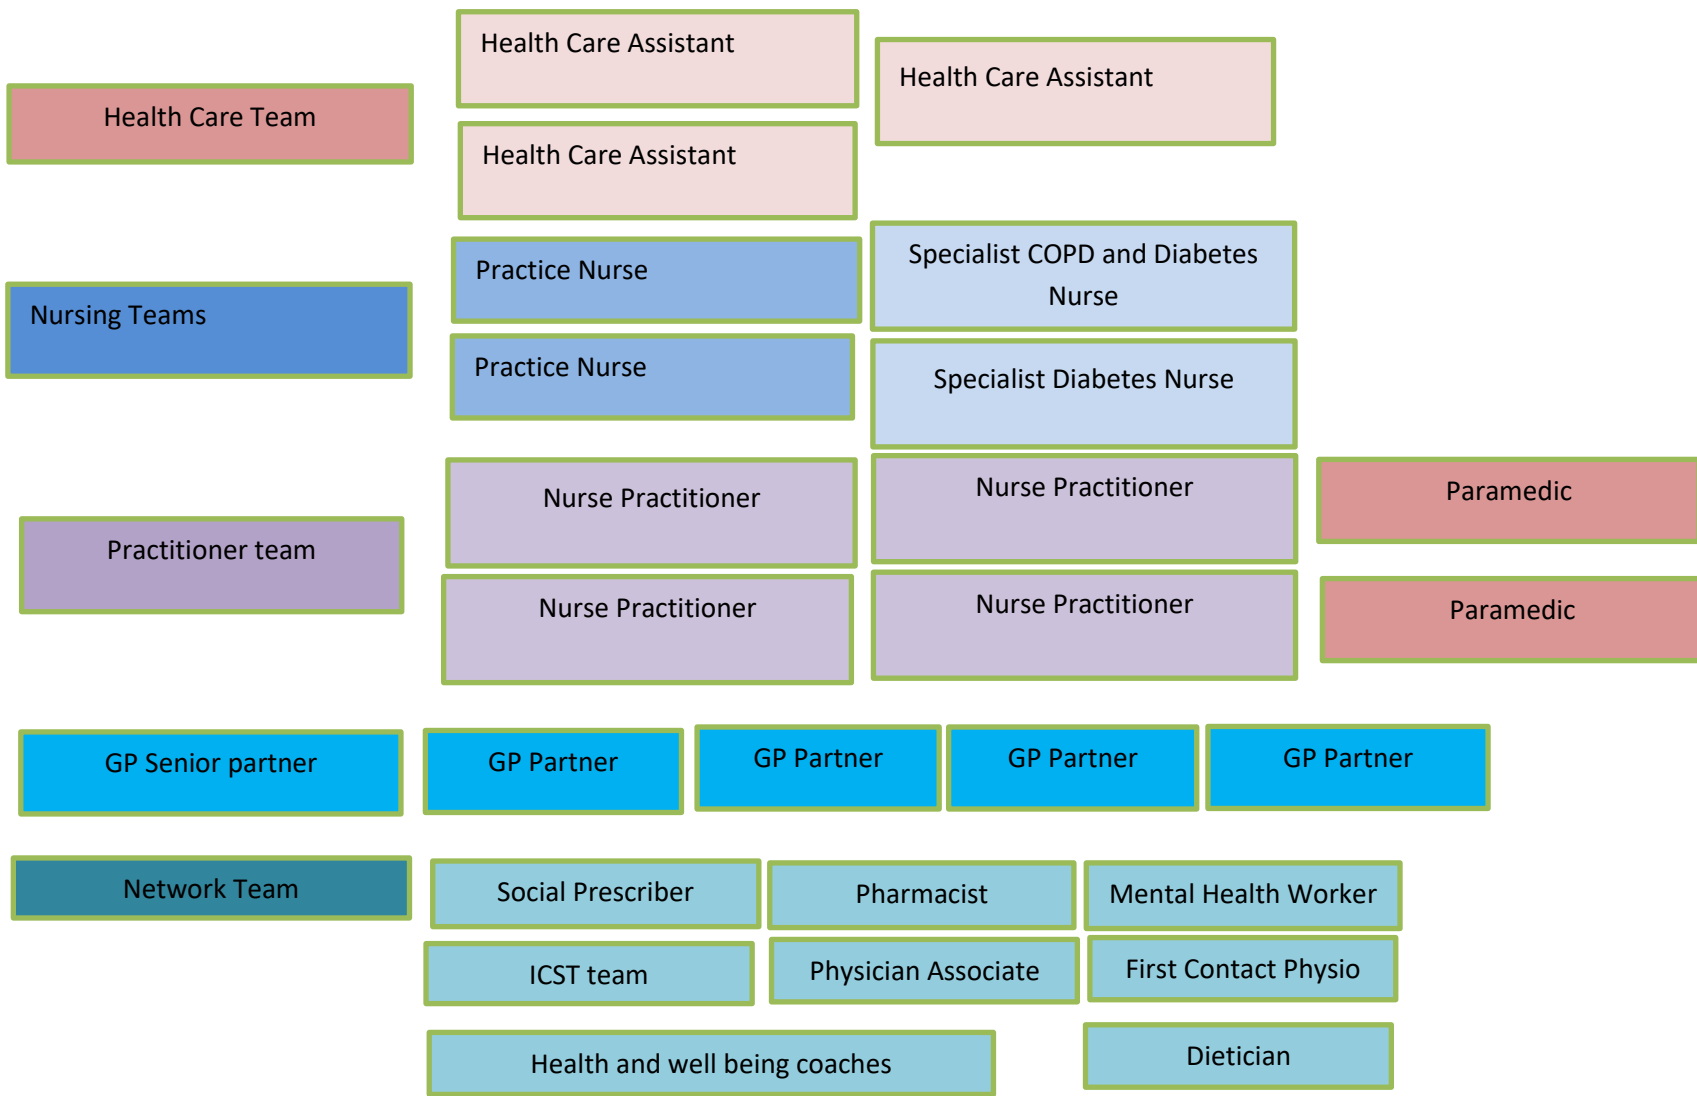 Health Care Team
Health Care Assistant
Health Care Assistant
Health Care Assistant
Nursing Teams
Practice Nurse
Specialist COPD and Diabetes
Nurse
Practice Nurse
Specialist Diabetes Nurse
Practitioner team
Nurse Practitioner
Nurse Practitioner
Paramedic
Nurse Practitioner
Nurse Practitioner
Paramedic
GP Senior partner
GP Partner
GP Partner
GP Partner
GP Partner
Network Team
Social Prescriber
Pharmacist
Mental Health Worker
ICST team
Physician Associate
First Contact Physio
Health and well being coaches
Dietician